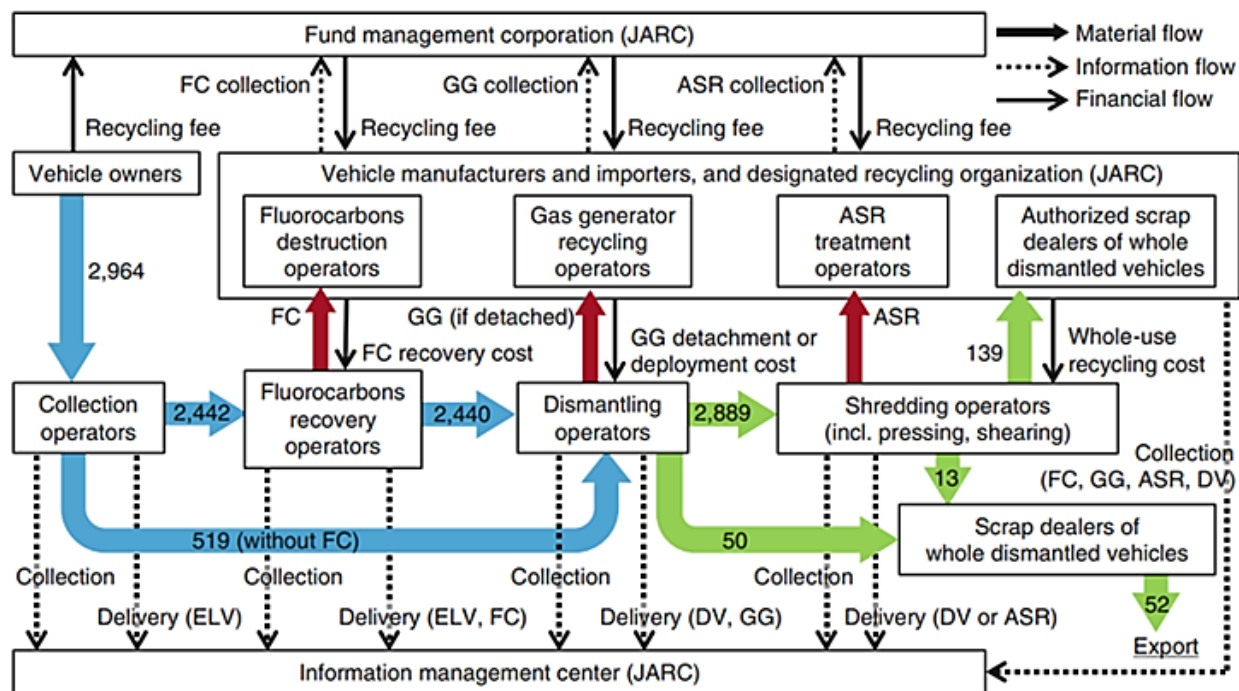 Fund management corporation (JARC)
Material flow
Information flow
Financial flow
FC collection
GG collection
ASR collection
Recycling fee
Recycling fee
Recycling fee
Recycling fee
Vehicle owners
Vehicle manufacturers and importers, and designated recycling organization (JARC)
Fluorocarbons
destruction
operators
Gas generator
recycling
operators
ASR
treatment
operators
Authorized scrap
dealers of whole
dismantled vehicles
2,964
FC
FC recovery cost
GG (if detached)
GG detachment or
deployment cost
ASR
139
Whole-use
recycling cost
Collection
operators
2,442
Fluorocarbons
recovery
operators
2,440
Dismantling
operators
2,889
Shredding operators
(incl. pressing, shearing)
Collection
(FC, GG, ASR, DV)
13
519 (without FC)
50
Scrap dealers of
whole dismantled vehicles
Collection
Collection
Collection
Collection
52
Delivery (ELV)
Delivery (ELV, FC)
Delivery (DV, GG)
Delivery (DV or ASR)
Export
Information management center (JARC)